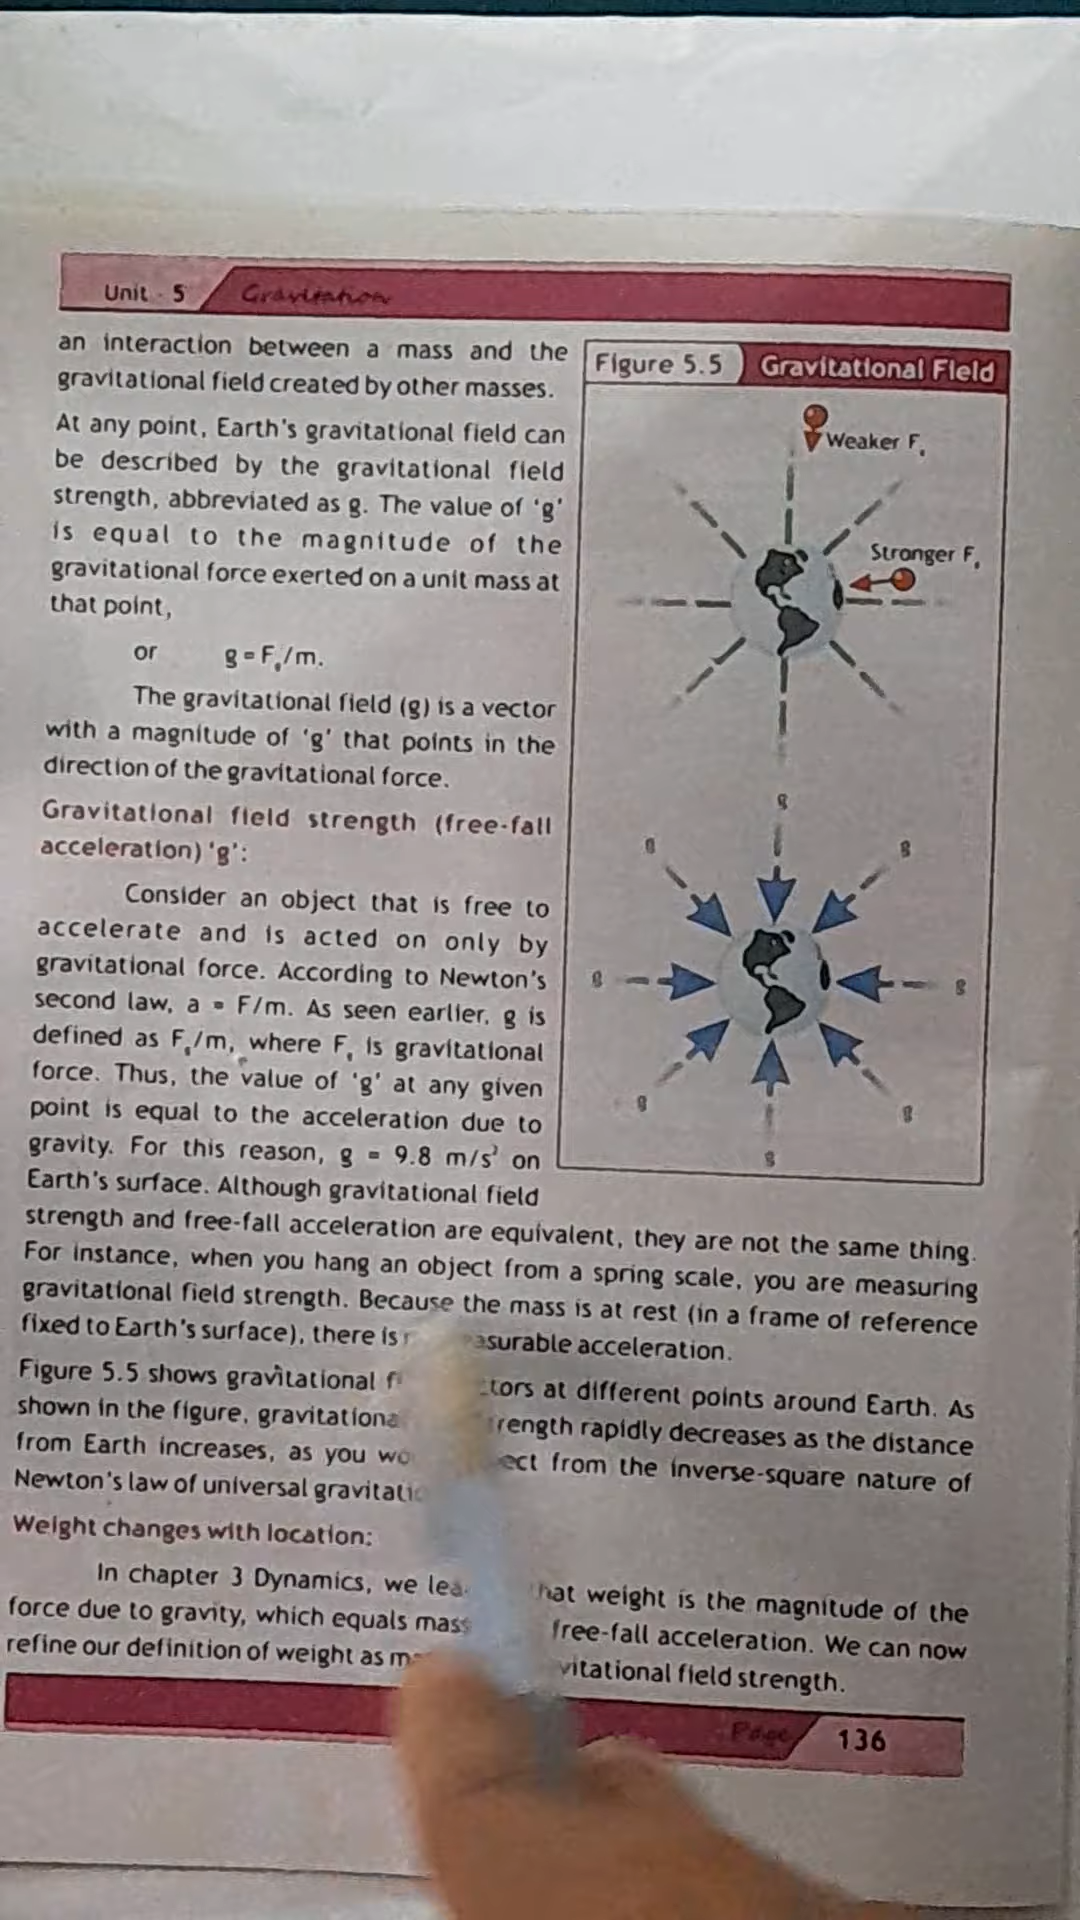 Unit - 5 Gravitation
an interaction between a mass and the
gravitational field created by other masses.
At any point, Earth's gravitational field can
be described by the gravitational field
strength, abbreviated as g. The value of 'g'
is equal to the magnitude of the
gravitational force exerted on a unit mass at
that point,
or g = Fg/m.
The gravitational field (g) is a vector
with a magnitude of 'g' that points in the
direction of the gravitational force.
Gravitational field strength (free-fall
acceleration) 'g':
Consider an object that is free to
accelerate and is acted on only by
gravitational force. According to Newton's
second law, a = F/m. As seen earlier, g is
defined as Fg/m, where Fg is gravitational
force. Thus, the value of 'g' at any given
point is equal to the acceleration due to
gravity. For this reason, g = 9.8 m/s² on
Earth's surface. Although gravitational field
strength and free-fall acceleration are equivalent, they are not the same thing.
For instance, when you hang an object from a spring scale, you are measuring
gravitational field strength. Because the mass is at rest (in a frame of reference
fixed to Earth's surface), there is acceleration.
Figure 5.5 shows gravitational at different points around Earth. As
shown in the figure, rapidly decreases as the distance
from Earth increases, as you from the inverse-square nature of
Newton's law of universal
Weight changes with location:
In chapter 3 Dynamics, we weight is the magnitude of the
force due to gravity, which equals free-fall acceleration. We can now
refine our definition of weight as field strength.
Figure 5.5 Gravitational Field
Weaker Fg
Stronger Fg
g
g
g
g
g
g
g
g
Page 136